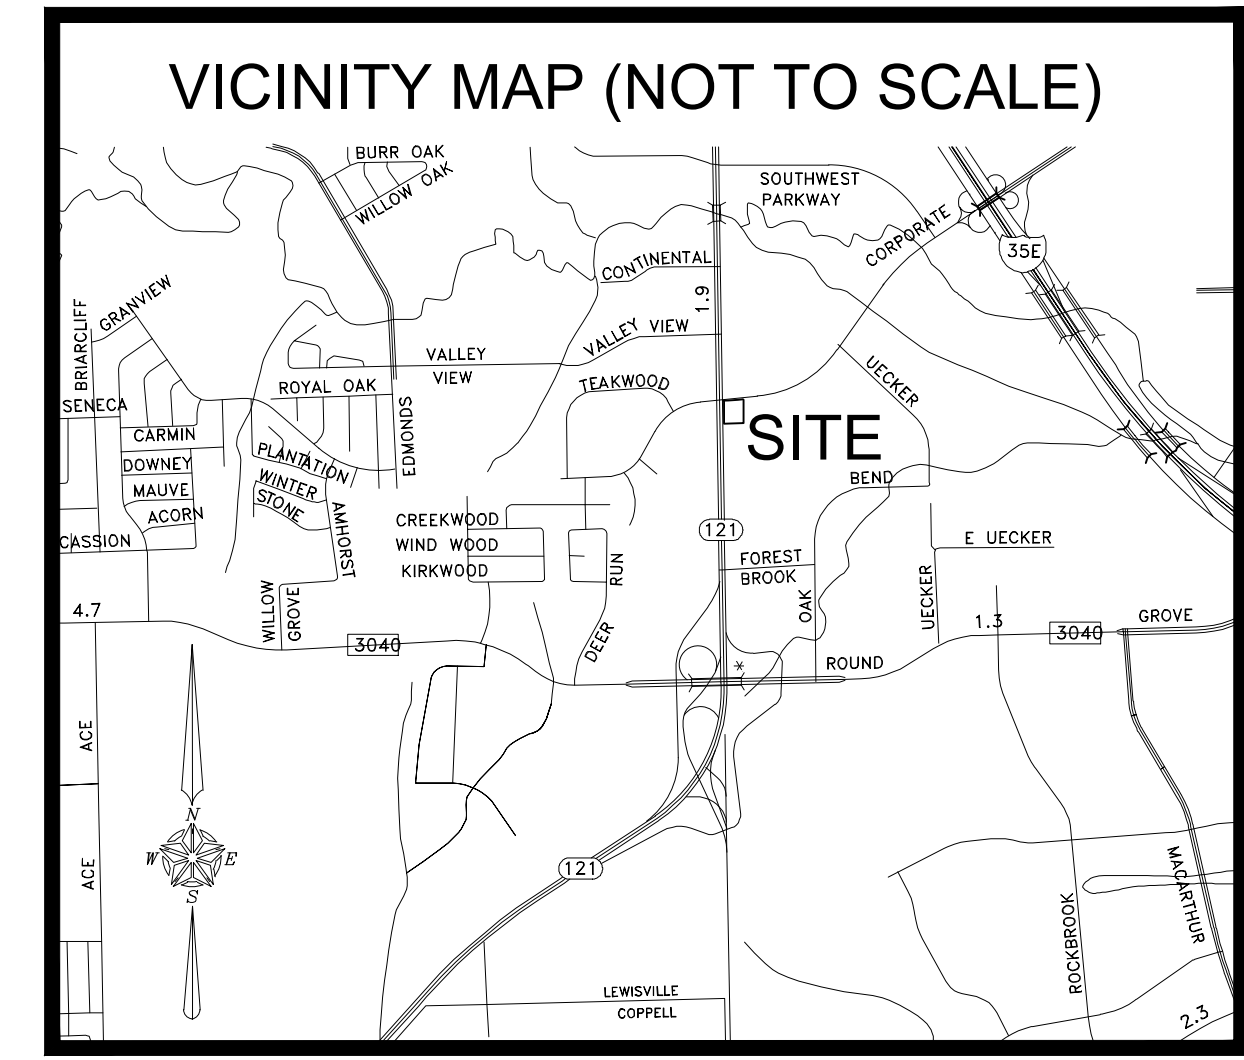 VICINITY MAP (NOT TO SCALE)
BURR OAK
WILLOW OAK
SOUTHWEST
PARKWAY
CORPORATE
35E
CONTINENTAL
1.9
GRANVIEW
BRIARCLIFF
VALLEY VIEW
VALLEY
VIEW
UECKER
TEAKWOOD
ROYAL OAK
SENECA
EDMONDS
SITE
CARMIN
PLANTATION
DOWNEY
WINTER
BEND
MAUVE
STONE
ACORN
AMHORST
CREEKWOOD
121
CASSION
WIND WOOD
E UECKER
KIRKWOOD
RUN
FOREST
BROOK
OAK
UECKER
WILLOW
GROVE
4.7
1.3
3040
GROVE
3040
DEER
*
ROUND
ACE
N
W E
S
ACE
121
MACARTHUR
ROCKBROOK
LEWISVILLE
COPPELL
2.3